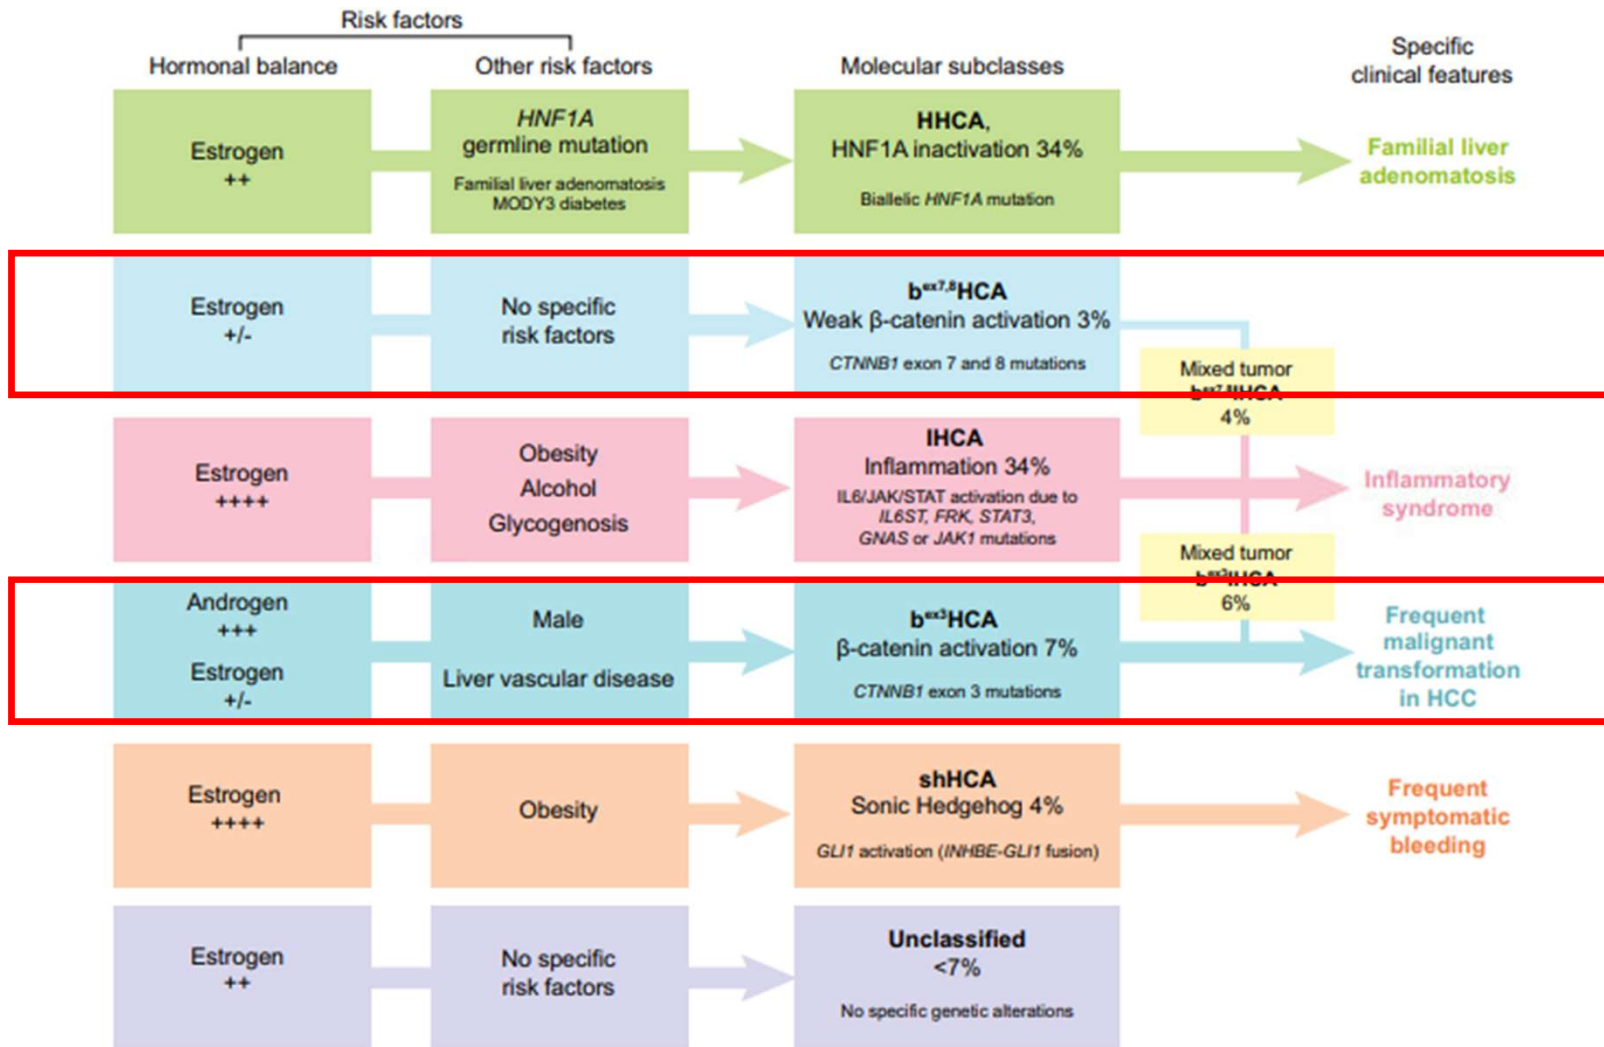 Risk factors
Hormonal balance
Other risk factors
Molecular subclasses
Specific
clinical features
Estrogen
++
HNF1A
germline mutation
Familial liver adenomatosis
MODY3 diabetes
HHCA,
HNF1A inactivation 34%
Biallelic HNF1A mutation
Familial liver
adenomatosis
Estrogen
+/-
No specific
risk factors
b^ex7,8HCA
Weak β-catenin activation 3%
CTNNB1 exon 7 and 8 mutations
Mixed tumor
4%
Estrogen
++++
Obesity
Alcohol
Glycogenosis
IHCA
Inflammation 34%
IL6/JAK/STAT activation due to
IL6ST, FRK, STAT3,
GNAS or JAK1 mutations
Inflammatory
syndrome
Mixed tumor
b^ex3IHCA
6%
Androgen
+++
Estrogen
+/-
Male
Liver vascular disease
b^ex3HCA
β-catenin activation 7%
CTNNB1 exon 3 mutations
Frequent
malignant
transformation
in HCC
Estrogen
++++
Obesity
shHCA
Sonic Hedgehog 4%
GLI1 activation (INHBE-GLI1 fusion)
Frequent
symptomatic
bleeding
Estrogen
++
No specific
risk factors
Unclassified
<7%
No specific genetic alterations